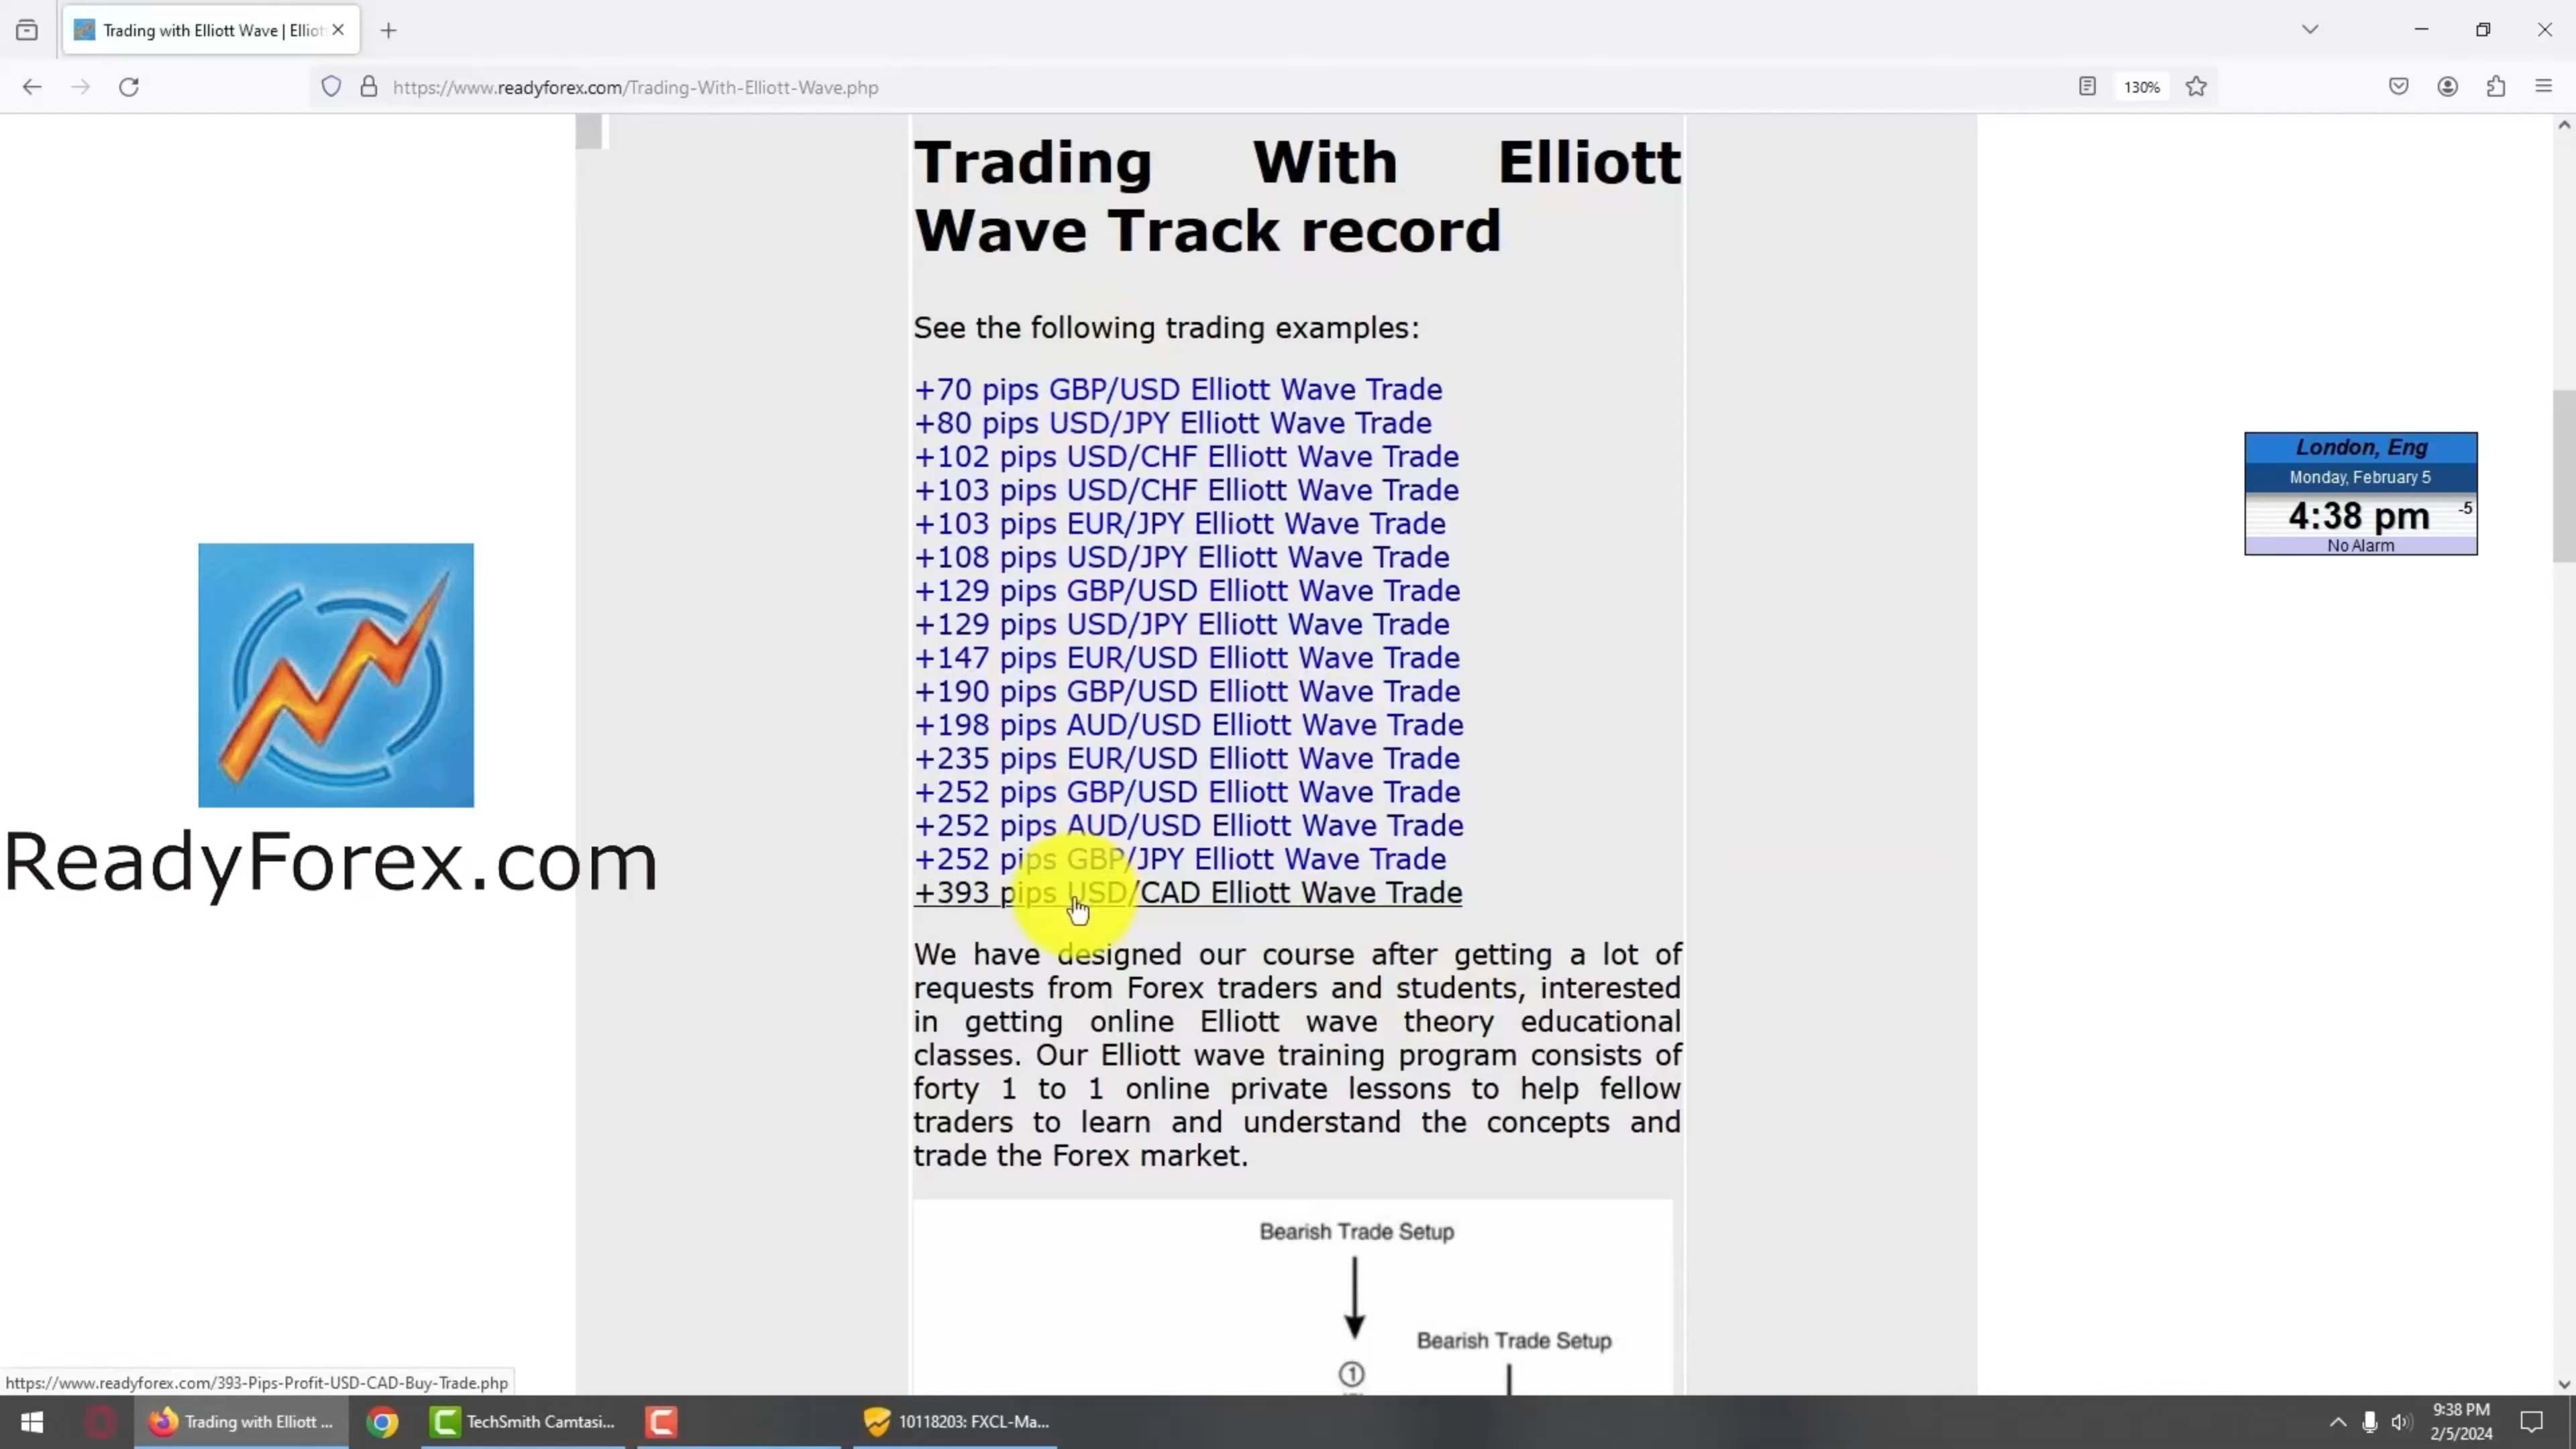 Trading with Elliott Wave | Elliott
https://www.readyforex.com/Trading-With-Elliott-Wave.php
130%
Trading With Elliott
Wave Track record
See the following trading examples:
+70 pips GBP/USD Elliott Wave Trade
+80 pips USD/JPY Elliott Wave Trade
+102 pips USD/CHF Elliott Wave Trade
+103 pips USD/CHF Elliott Wave Trade
+103 pips EUR/JPY Elliott Wave Trade
+108 pips USD/JPY Elliott Wave Trade
+129 pips GBP/USD Elliott Wave Trade
+129 pips USD/JPY Elliott Wave Trade
+147 pips EUR/USD Elliott Wave Trade
+190 pips GBP/USD Elliott Wave Trade
+198 pips AUD/USD Elliott Wave Trade
+235 pips EUR/USD Elliott Wave Trade
+252 pips GBP/USD Elliott Wave Trade
+252 pips AUD/USD Elliott Wave Trade
+252 pips GBP/JPY Elliott Wave Trade
+393 pips USD/CAD Elliott Wave Trade
We have designed our course after getting a lot of
requests from Forex traders and students, interested
in getting online Elliott wave theory educational
classes. Our Elliott wave training program consists of
forty 1 to 1 online private lessons to help fellow
traders to learn and understand the concepts and
trade the Forex market.
Bearish Trade Setup
Bearish Trade Setup
1
ReadyForex.com
London, Eng
Monday, February 5
4:38 pm
-5
No Alarm
https://www.readyforex.com/393-Pips-Profit-USD-CAD-Buy-Trade.php
Trading with Elliott ...
TechSmith Camtasi...
10118203: FXCL-Ma...
9:38 PM
2/5/2024